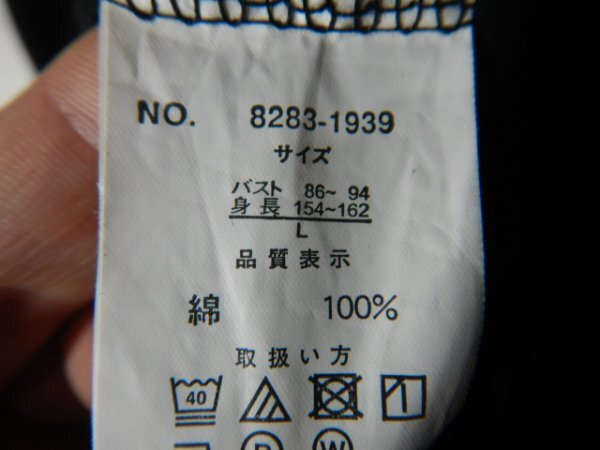 NO. 8283-1939
サイズ
バスト 86~ 94
身長 154~162
L
品質表示
綿 100%
取扱い方
40
P W